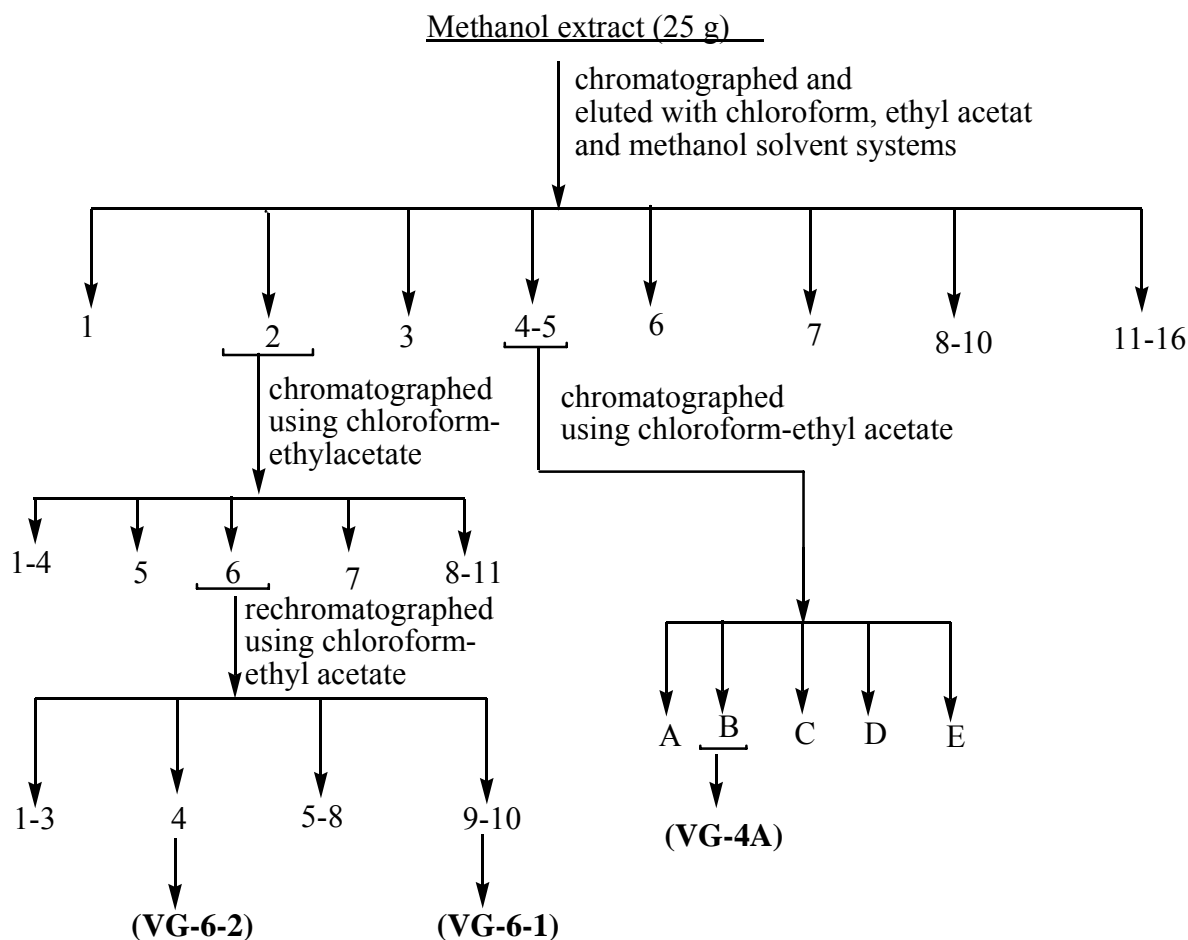 Methanol extract (25 g)
chromatographed and
eluted with chloroform, ethyl acetat
and methanol solvent systems
1
2
3
4-5
6
7
8-10
11-16
chromatographed
using chloroform-
ethylacetate
chromatographed
using chloroform-ethyl acetate
1-4
5
6
7
8-11
rechromatographed
using chloroform-
ethyl acetate
A
B
C
D
E
1-3
4
5-8
9-10
(VG-4A)
(VG-6-2)
(VG-6-1)